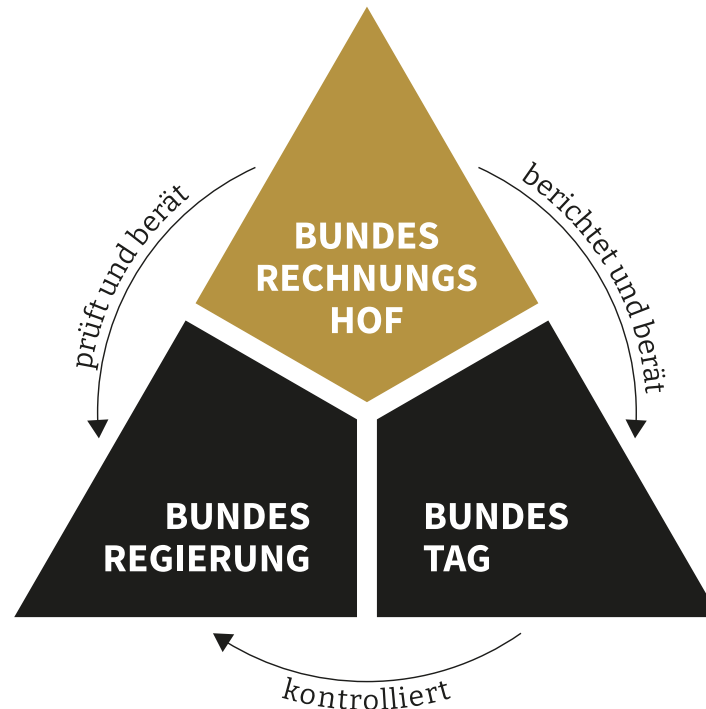 prüft und berät
berichtet und berät
BUNDES
RECHNUNGS
HOF
BUNDES
REGIERUNG
BUNDES
TAG
kontrolliert